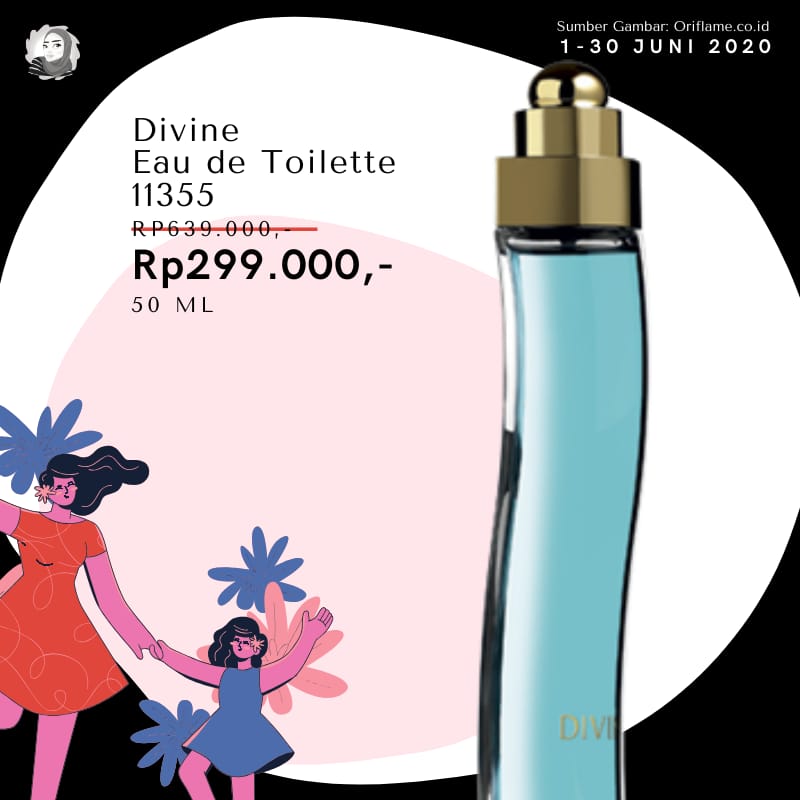 Sumber Gambar: Oriflame.co.id
1-30 JUNI 2020
Divine
Eau de Toilette
11355
RP639.000,-
Rp299.000,-
50 ML
DIVI